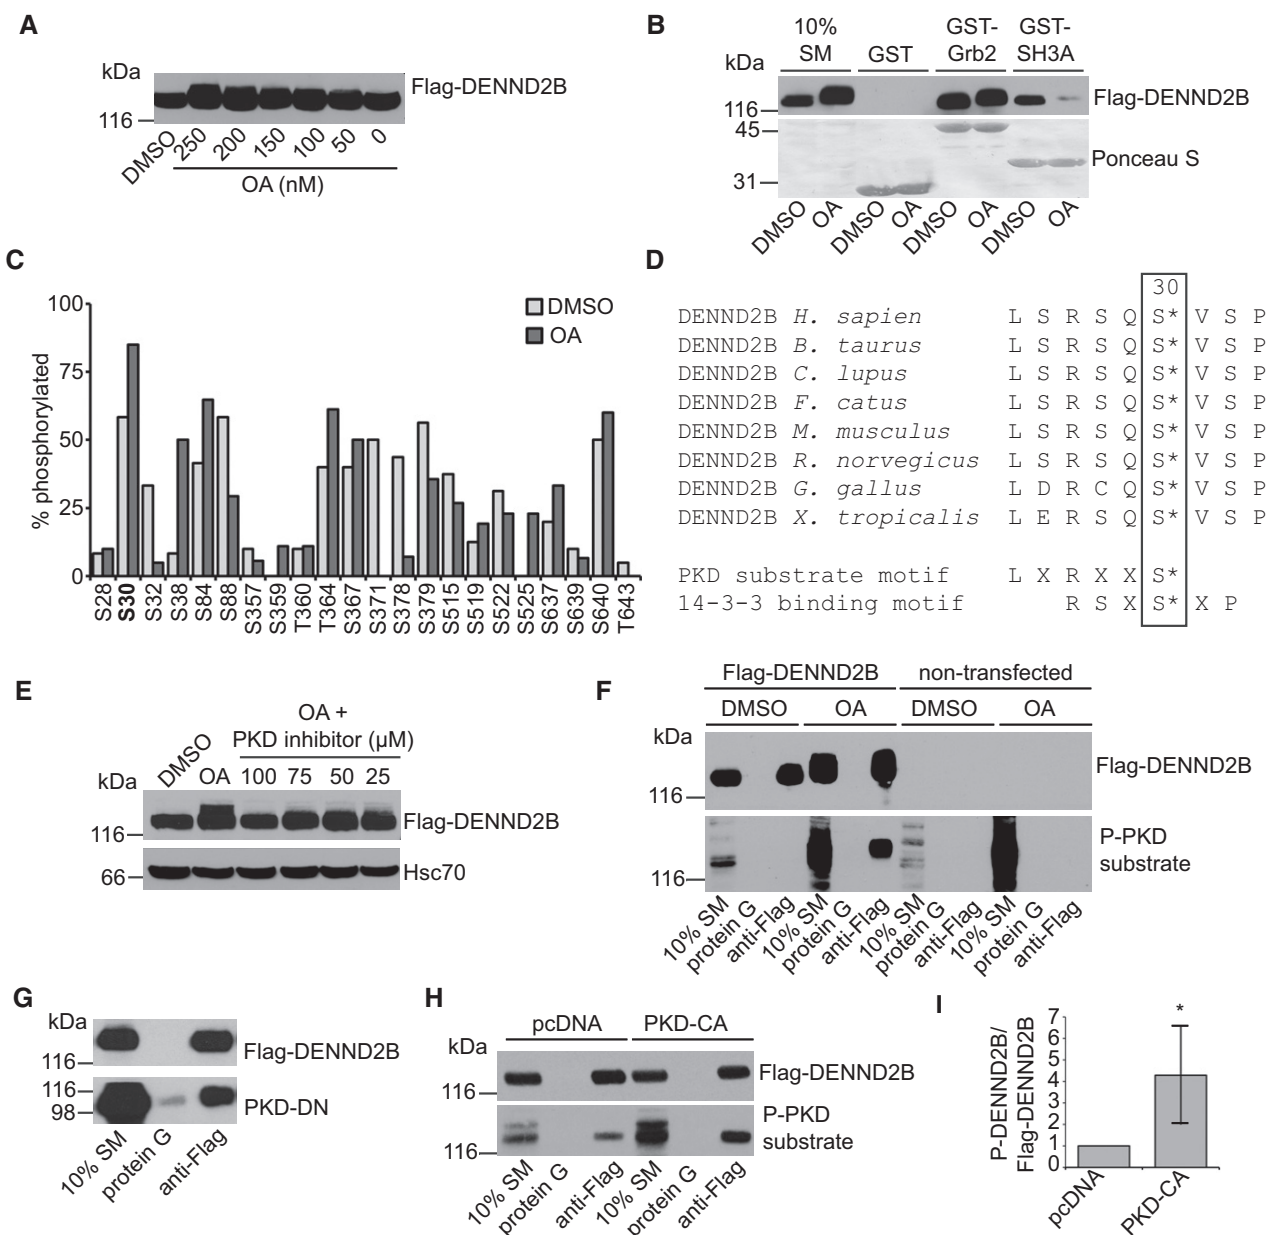 A
kDa
116
Flag-DENND2B
DMSO 250 200 150 100 50 0
OA (nM)
B
10% SM
GST
GST-Grb2
GST-SH3A
kDa
116
45
31
Flag-DENND2B
Ponceau S
DMSO OA DMSO OA DMSO OA DMSO OA
C
% phosphorylated
100
75
50
25
0
DMSO
OA
S28 S30 S32 S38 S84 S88 S357 S359 T360 T364 S367 S371 S378 S379 S515 S519 S522 S525 S637 S639 S640 T643
D
30
DENND2B H. sapien L S R S Q S* V S P
DENND2B B. taurus L S R S Q S* V S P
DENND2B C. lupus L S R S Q S* V S P
DENND2B F. catus L S R S Q S* V S P
DENND2B M. musculus L S R S Q S* V S P
DENND2B R. norvegicus L S R S Q S* V S P
DENND2B G. gallus L D R C Q S* V S P
DENND2B X. tropicalis L E R S Q S* V S P
PKD substrate motif L X R X X S*
14-3-3 binding motif R S X S* X P
E
OA +
PKD inhibitor (µM)
kDa DMSO OA 100 75 50 25
116
Flag-DENND2B
66
Hsc70
F
Flag-DENND2B non-transfected
DMSO OA DMSO OA
kDa
116
Flag-DENND2B
116
P-PKD
substrate
10% SM protein G anti-Flag 10% SM protein G anti-Flag 10% SM protein G anti-Flag 10% SM protein G anti-Flag
G
kDa
116
Flag-DENND2B
116
98
PKD-DN
10% SM protein G anti-Flag
H
pcDNA PKD-CA
kDa
116
Flag-DENND2B
116
P-PKD
substrate
10% SM protein G anti-Flag 10% SM protein G anti-Flag
I
P-DENND2B/
Flag-DENND2B
7
6
5
4
3
2
1
0
*
pcDNA PKD-CA